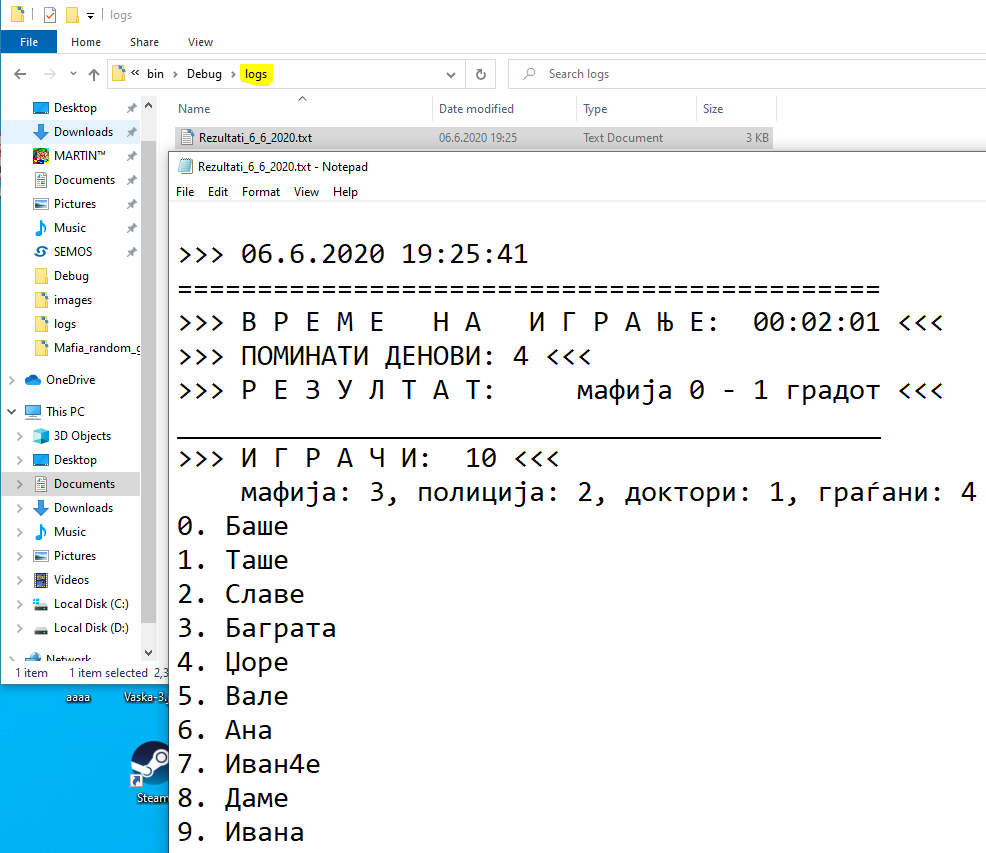 logs
File Home Share View
« bin › Debug › logs Search logs
Name Date modified Type Size
Rezultati_6_6_2020.txt 06.6.2020 19:25 Text Document 3 KB
Desktop
Downloads
MARTIN™
Documents
Pictures
Music
SEMOS
Debug
images
logs
Mafia_random_g
OneDrive
This PC
3D Objects
Desktop
Documents
Downloads
Music
Pictures
Videos
Local Disk (C:)
Local Disk (D:)
Network
1 item 1 item selected 2,3
aaaa Vaska-3.j
Steam
Rezultati_6_6_2020.txt - Notepad
File Edit Format View Help
>>> 06.6.2020 19:25:41
============================================
>>> В Р Е М Е   Н А   И Г Р А Њ Е:  00:02:01 <<<
>>> ПОМИНАТИ ДЕНОВИ: 4 <<<
>>> Р Е З У Л Т А Т:     мафија 0 - 1 градот <<<
____________________________________________
>>> И Г Р А Ч И:  10 <<<
мафија: 3, полиција: 2, доктори: 1, граѓани: 4
0. Баше
1. Таше
2. Славе
3. Баграта
4. Џоре
5. Вале
6. Ана
7. Иван4е
8. Даме
9. Ивана